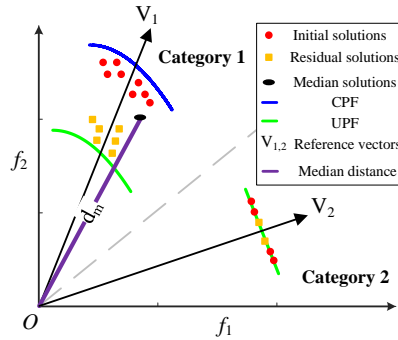 V1
Category 1
Initial solutions
Residual solutions
Median solutions
CPF
UPF
V1,2 Reference vectors
Median distance
f2
dm
V2
Category 2
O
f1